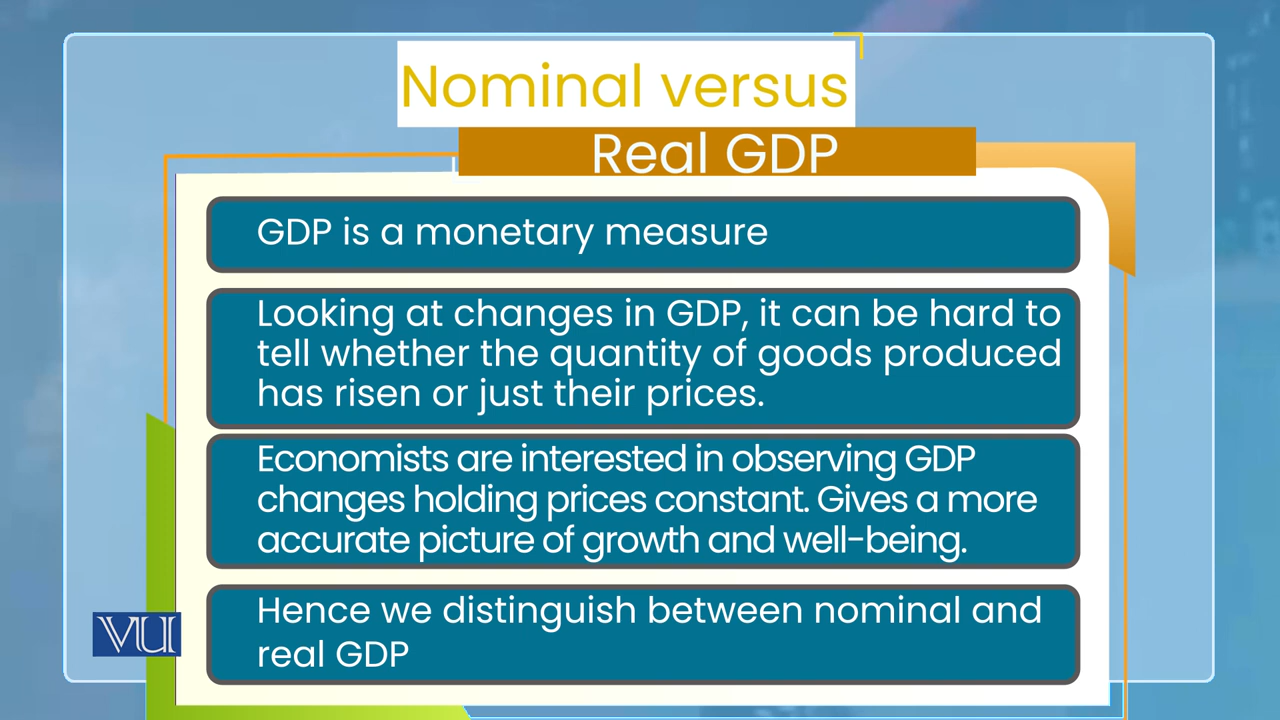 Nominal versus
Real GDP
GDP is a monetary measure
Looking at changes in GDP, it can be hard to
tell whether the quantity of goods produced
has risen or just their prices.
Economists are interested in observing GDP
changes holding prices constant. Gives a more
accurate picture of growth and well-being.
Hence we distinguish between nominal and
real GDP
VU